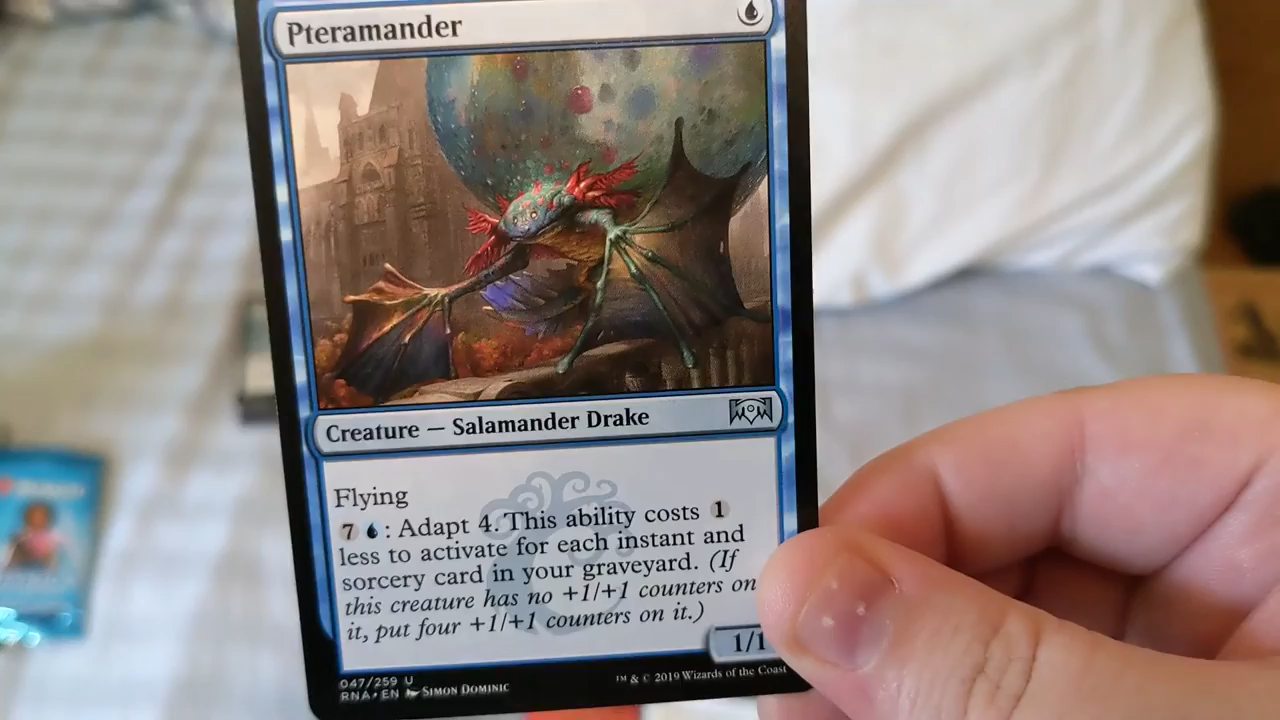 Pteramander
Creature — Salamander Drake
Flying
7 : Adapt 4. This ability costs 1
less to activate for each instant and
sorcery card in your graveyard. (If
this creature has no +1/+1 counters on
it, put four +1/+1 counters on it.)
1/1
047/259 U
RNA • EN SIMON DOMINIC
™ & © 2019 Wizards of the Coast